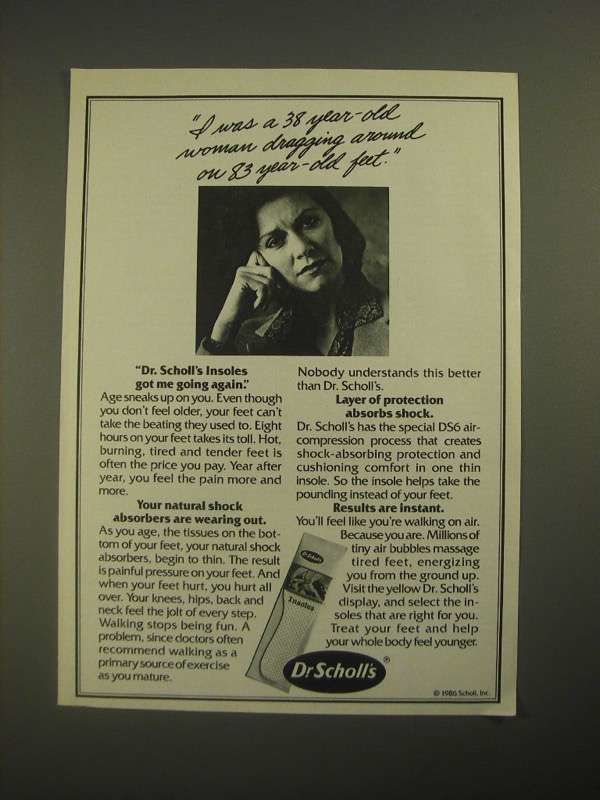 "I was a 38 year-old
woman dragging around
on 83 year-old feet."
"Dr. Scholl's Insoles
got me going again."
Age sneaks up on you. Even though
you don't feel older, your feet can't
take the beating they used to. Eight
hours on your feet takes its toll. Hot,
burning, tired and tender feet is
often the price you pay. Year after
year, you feel the pain more and
more.
Your natural shock
absorbers are wearing out.
As you age, the tissues on the bot-
tom of your feet, your natural shock
absorbers, begin to thin. The result
is painful pressure on your feet. And
when your feet hurt, you hurt all
over. Your knees, hips, back and
neck feel the jolt of every step.
Walking stops being fun. A
problem, since doctors often
recommend walking as a
primary source of exercise
as you mature.
Nobody understands this better
than Dr. Scholl's.
Layer of protection
absorbs shock.
Dr. Scholl's has the special DS6 air-
compression process that creates
shock-absorbing protection and
cushioning comfort in one thin
insole. So the insole helps take the
pounding instead of your feet.
Results are instant.
You'll feel like you're walking on air.
Because you are. Millions of
tiny air bubbles massage
tired feet, energizing
you from the ground up.
Visit the yellow Dr. Scholl's
display, and select the in-
soles that are right for you.
Treat your feet and help
your whole body feel younger.
Dr Scholl's
Insoles
Dr Scholl's®
© 1986 Scholl, Inc.